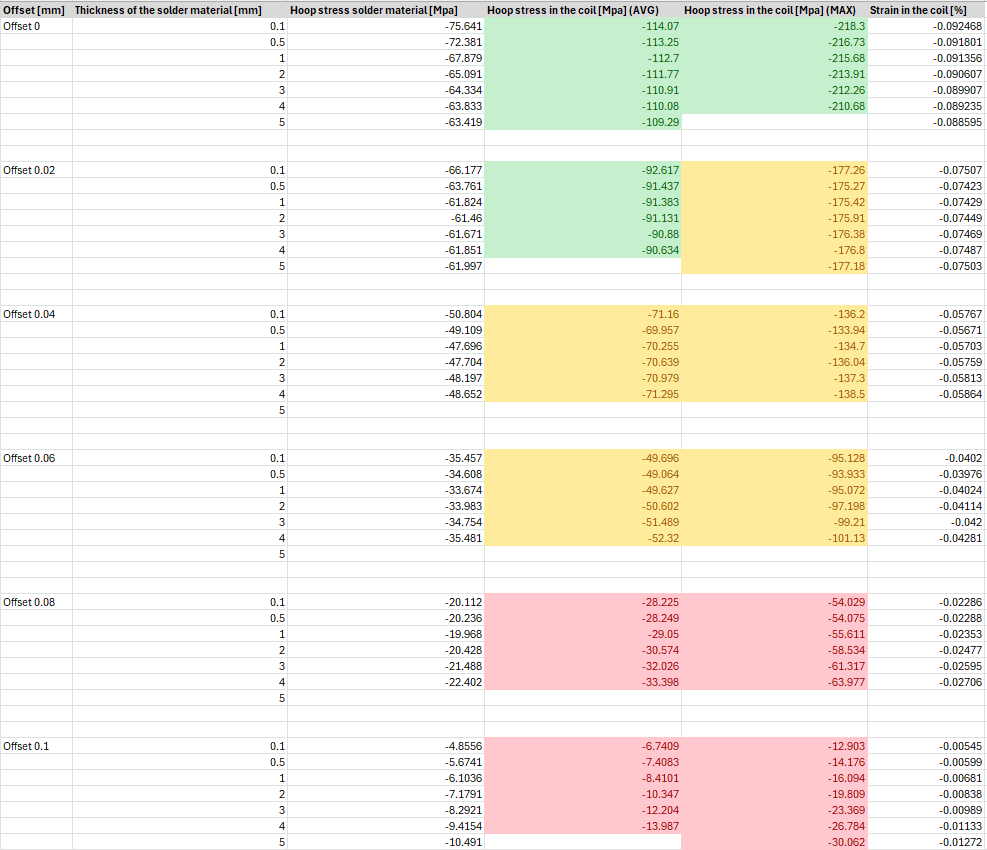 Offset [mm] Thickness of the solder material [mm] Hoop stress solder material [Mpa] Hoop stress in the coil [Mpa] (AVG) Hoop stress in the coil [Mpa] (MAX) Strain in the coil [%]
Offset 0 0.1 -75.641 -114.07 -218.3 -0.092468
0.5 -72.381 -113.25 -216.73 -0.091801
1 -67.879 -112.7 -215.68 -0.091356
2 -65.091 -111.77 -213.91 -0.090607
3 -64.334 -110.91 -212.26 -0.089907
4 -63.833 -110.08 -210.68 -0.089235
5 -63.419 -109.29 -0.088595
Offset 0.02 0.1 -66.177 -92.617 -177.26 -0.07507
0.5 -63.761 -91.437 -175.27 -0.07423
1 -61.824 -91.383 -175.42 -0.07429
2 -61.46 -91.131 -175.91 -0.07449
3 -61.671 -90.88 -176.38 -0.07469
4 -61.851 -90.634 -176.8 -0.07487
5 -61.997 -177.18 -0.07503
Offset 0.04 0.1 -50.804 -71.16 -136.2 -0.05767
0.5 -49.109 -69.957 -133.94 -0.05671
1 -47.696 -70.255 -134.7 -0.05703
2 -47.704 -70.639 -136.04 -0.05759
3 -48.197 -70.979 -137.3 -0.05813
4 -48.652 -71.295 -138.5 -0.05864
5
Offset 0.06 0.1 -35.457 -49.696 -95.128 -0.0402
0.5 -34.608 -49.064 -93.933 -0.03976
1 -33.674 -49.627 -95.072 -0.04024
2 -33.983 -50.602 -97.198 -0.04114
3 -34.754 -51.489 -99.21 -0.042
4 -35.481 -52.32 -101.13 -0.04281
5
Offset 0.08 0.1 -20.112 -28.225 -54.029 -0.02286
0.5 -20.236 -28.249 -54.075 -0.02288
1 -19.968 -29.05 -55.611 -0.02353
2 -20.428 -30.574 -58.534 -0.02477
3 -21.488 -32.026 -61.317 -0.02595
4 -22.402 -33.398 -63.977 -0.02706
5
Offset 0.1 0.1 -4.8556 -6.7409 -12.903 -0.00545
0.5 -5.6741 -7.4083 -14.176 -0.00599
1 -6.1036 -8.4101 -16.094 -0.00681
2 -7.1791 -10.347 -19.809 -0.00838
3 -8.2921 -12.204 -23.369 -0.00989
4 -9.4154 -13.987 -26.784 -0.01133
5 -10.491 -30.062 -0.01272